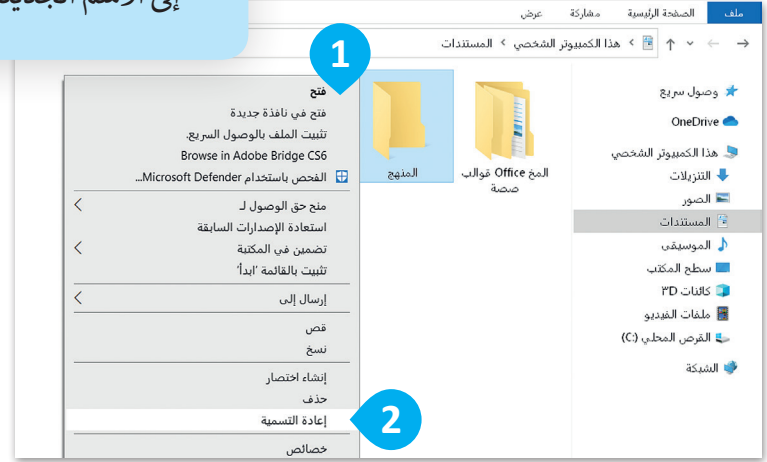 إلى الاسم الجديد
ملف الصفحة الرئيسية مشاركة عرض
هذا الكمبيوتر الشخصي > المستندات
وصول سريع
OneDrive
هذا الكمبيوتر الشخصي
التنزيلات
الصور
المستندات
الموسيقى
سطح المكتب
كائنات ٣D
ملفات الفيديو
القرص المحلي (C:)
الشبكة
قوالب Office المخ
صصة
المنهج
1
فتح
فتح في نافذة جديدة
تثبيت الملف بالوصول السريع.
Browse in Adobe Bridge CS6
الفحص باستخدام Microsoft Defender...
منح حق الوصول لـ
استعادة الإصدارات السابقة
تضمين في المكتبة
تثبيت بالقائمة 'ابدأ'
إرسال إلى
قص
نسخ
إنشاء اختصار
حذف
إعادة التسمية
2
خصائص